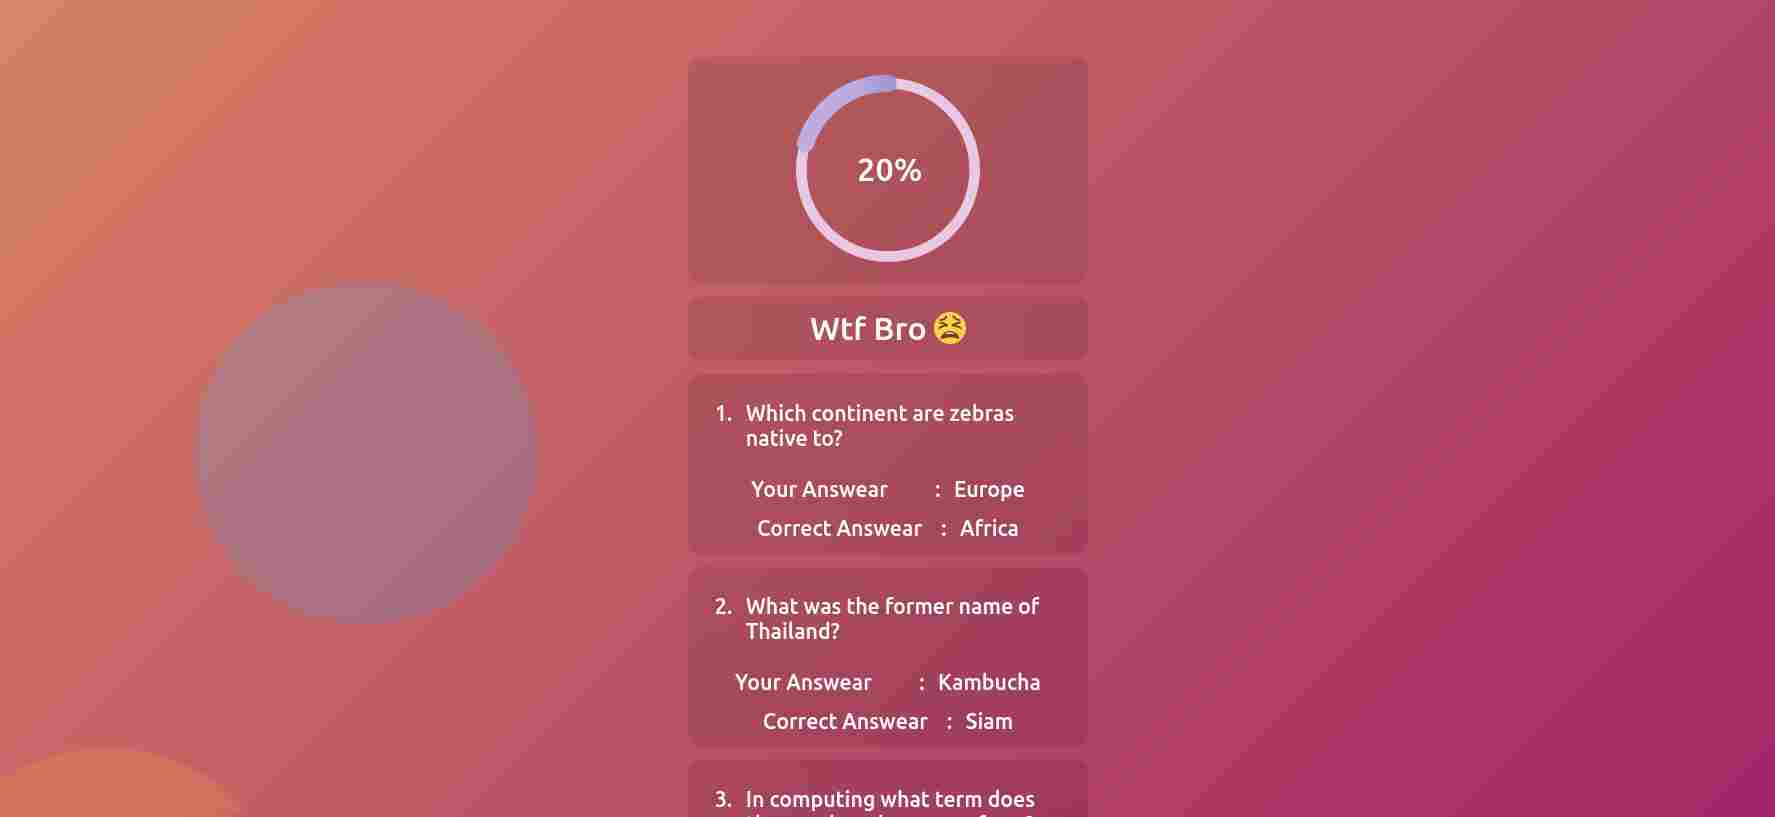 20%
Wtf Bro 😫
1. Which continent are zebras
native to?
Your Answear : Europe
Correct Answear : Africa
2. What was the former name of
Thailand?
Your Answear : Kambucha
Correct Answear : Siam
3. In computing what term does